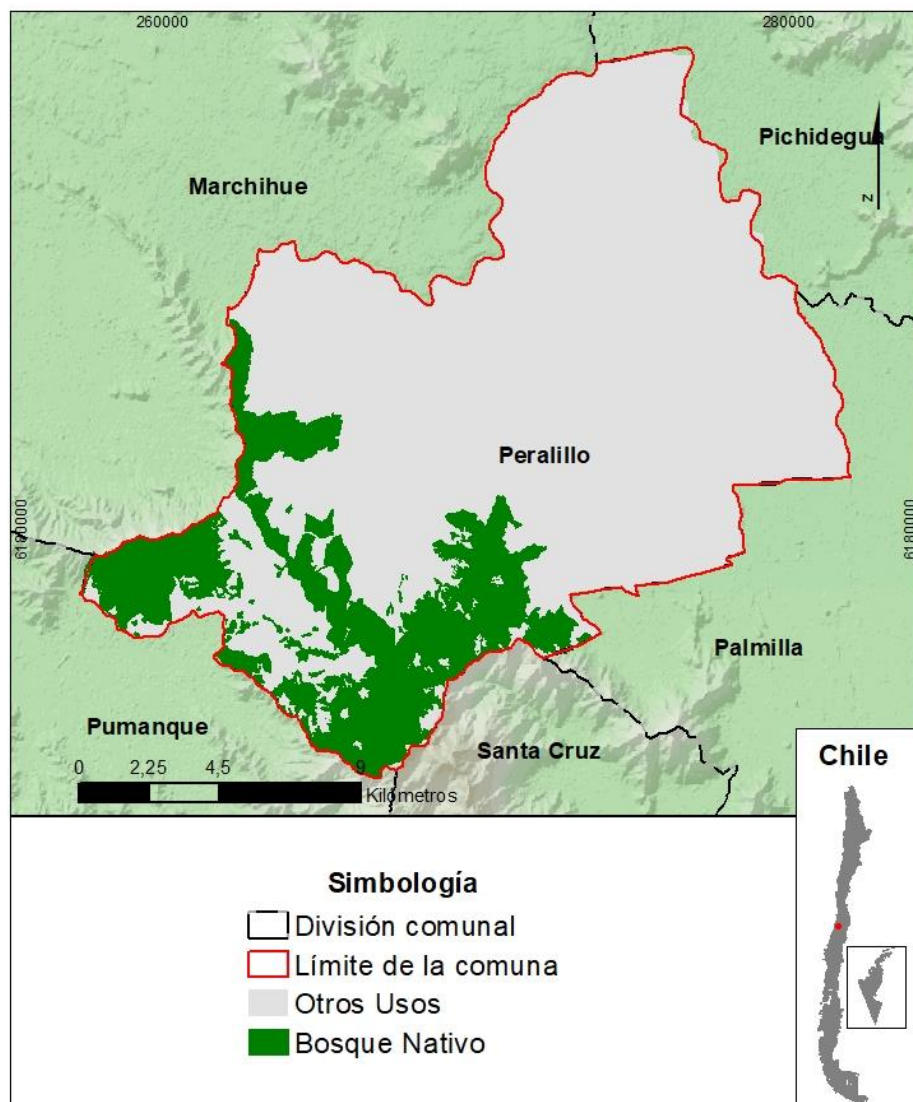 260000
280000
Pichidegua
Marchihue
N
Peralillo
6180000
6180000
Palmilla
Pumanque
Santa Cruz
0 2,25 4,5 9
Kilómetros
Chile
Simbología
División comunal
Límite de la comuna
Otros Usos
Bosque Nativo